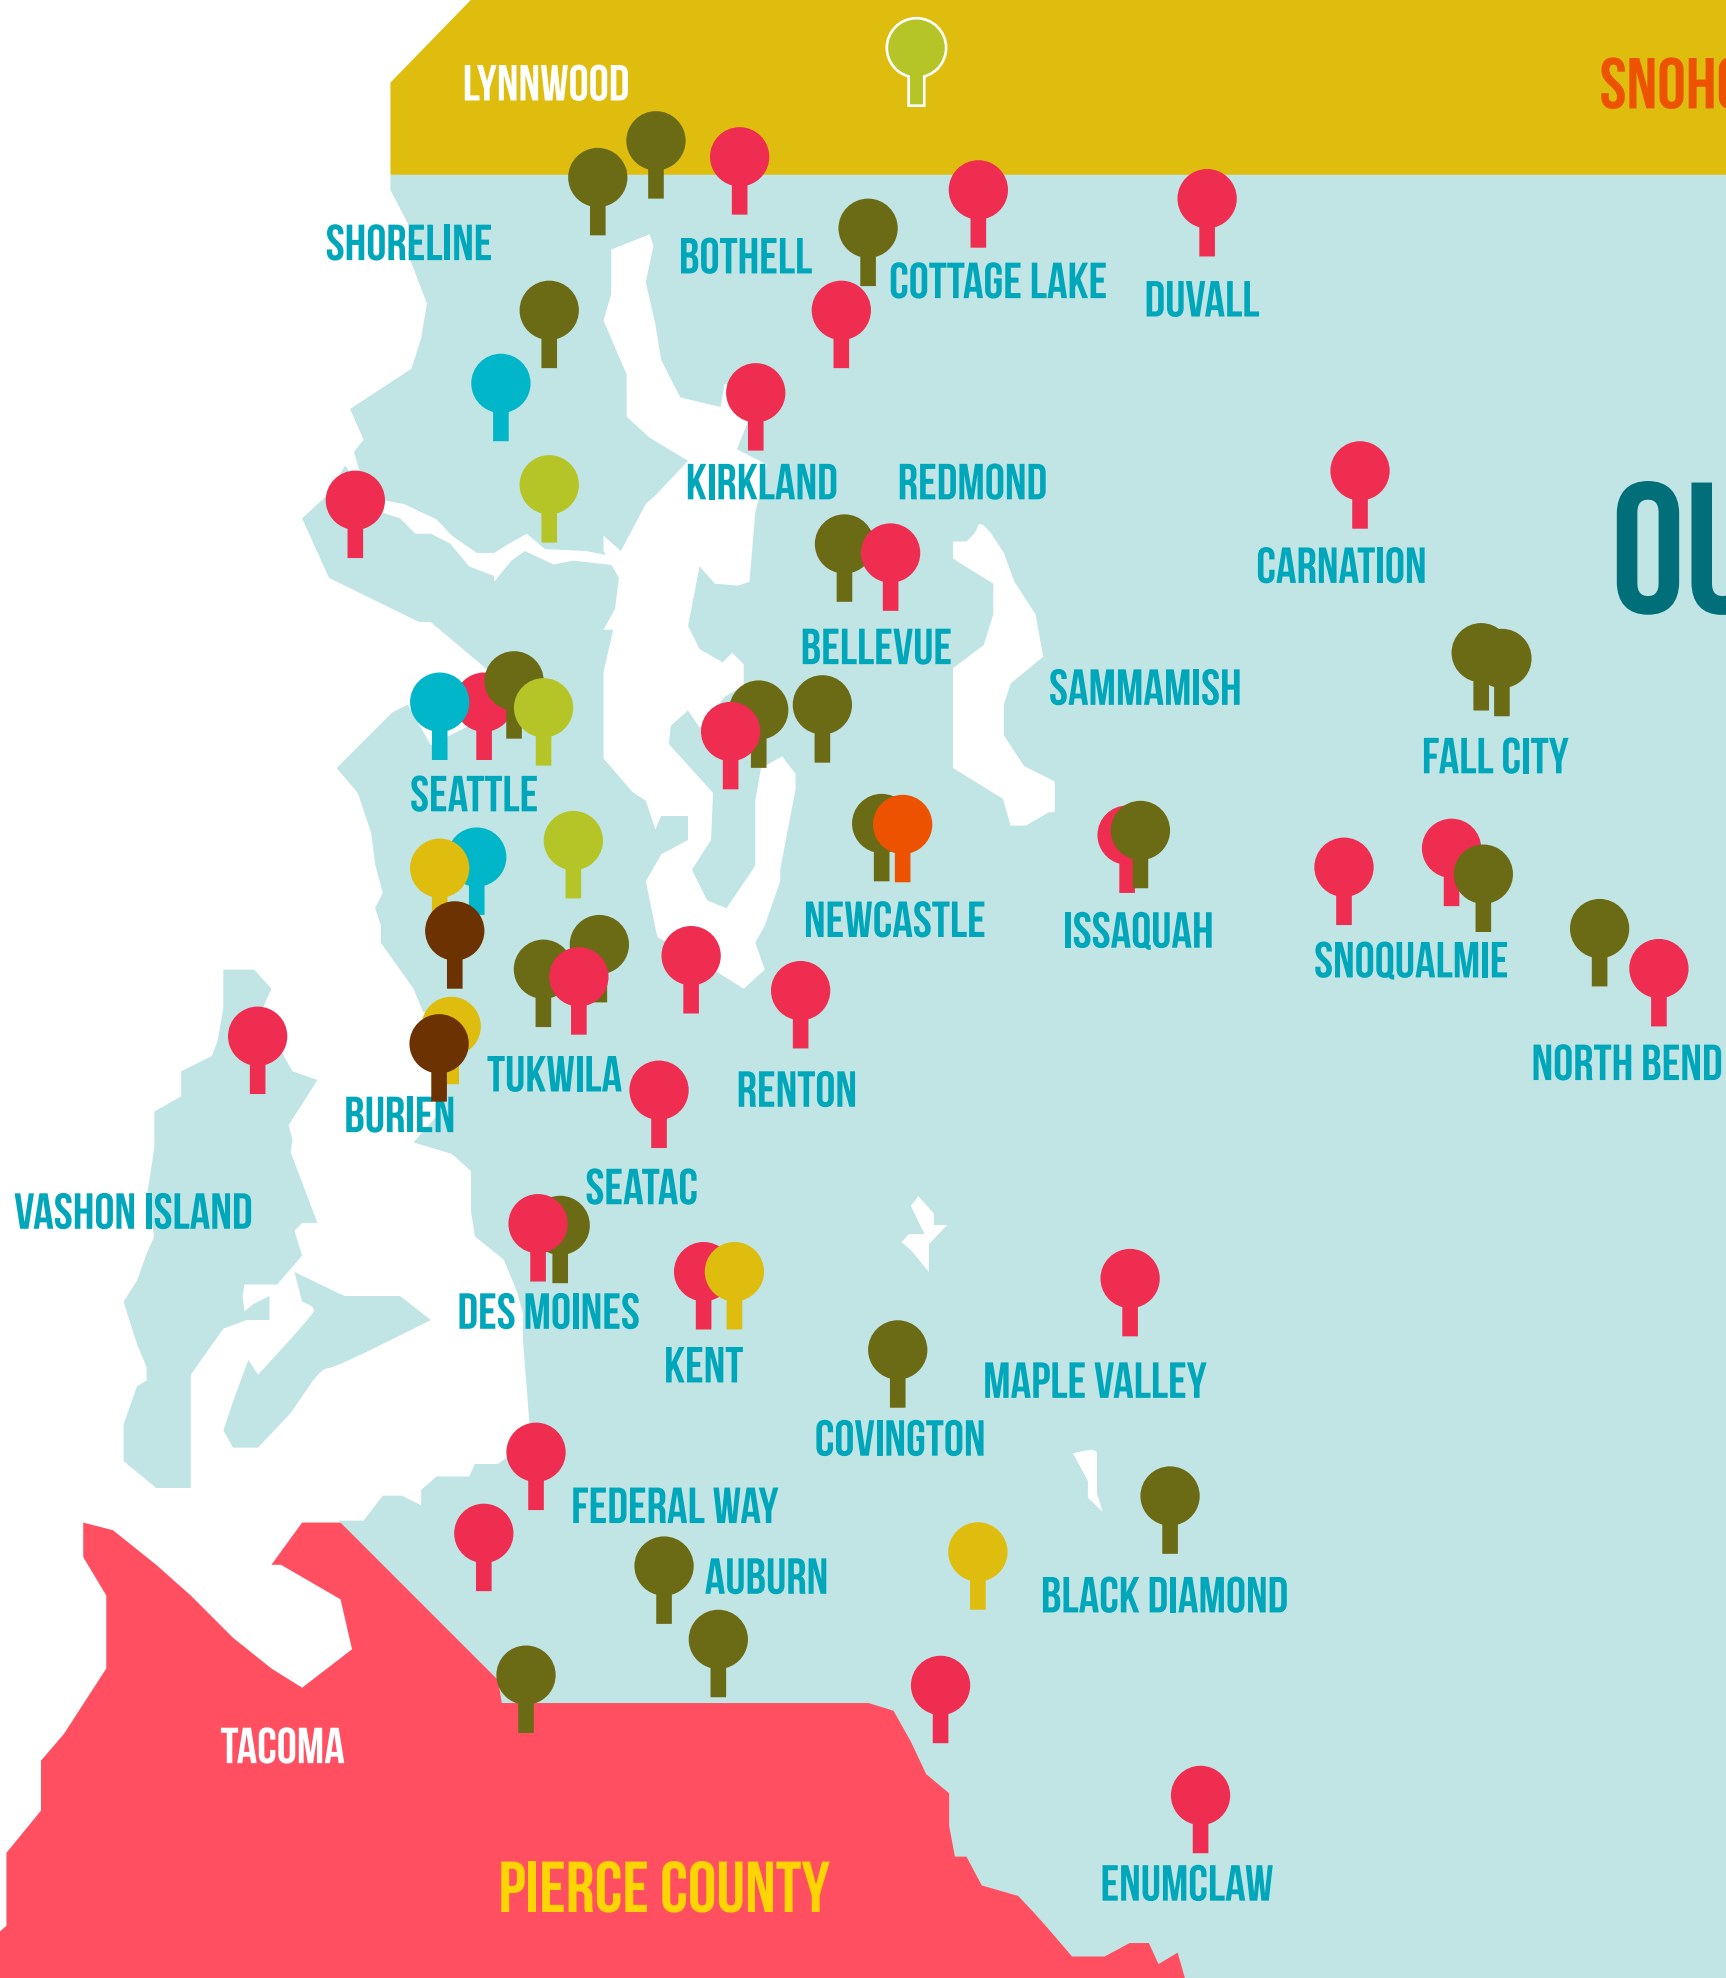 LYNNWOOD
SHORELINE
BOTHELL
COTTAGE LAKE
DUVALL
KIRKLAND
REDMOND
CARNATION
BELLEVUE
SAMMAMISH
FALL CITY
SEATTLE
NEWCASTLE
ISSAQUAH
SNOQUALMIE
NORTH BEND
TUKWILA
RENTON
BURIEN
SEATAC
VASHON ISLAND
DES MOINES
KENT
MAPLE VALLEY
COVINGTON
FEDERAL WAY
AUBURN
BLACK DIAMOND
TACOMA
PIERCE COUNTY
ENUMCLAW